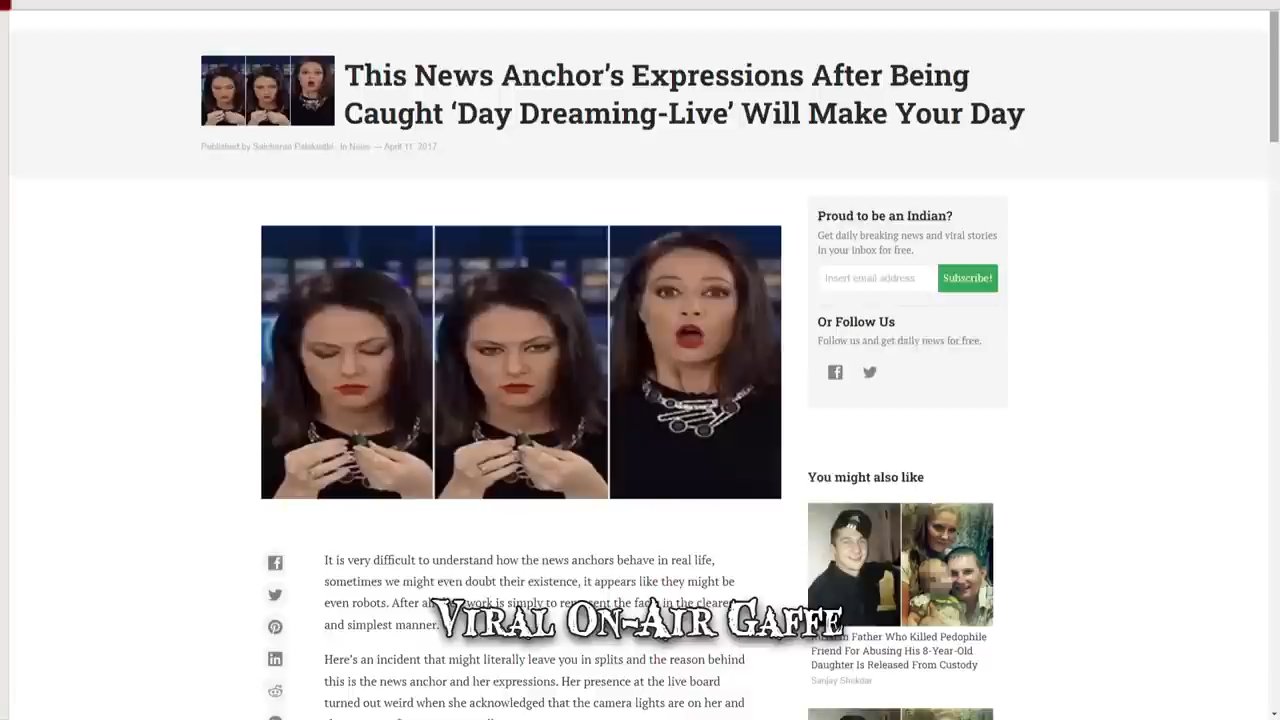 This News Anchor's Expressions After Being
Caught 'Day Dreaming-Live' Will Make Your Day
Published by Saicharan Palakurthi · In News — April 11, 2017
Proud to be an Indian?
Get daily breaking news and viral stories
in your inbox for free.
insert email address
Subscribe!
Or Follow Us
Follow us and get daily news for free.
You might also like
It is very difficult to understand how the news anchors behave in real life,
sometimes we might even doubt their existence, it appears like they might be
even robots. After work is simply to the in the
and simplest manner.
Viral On-Air Gaffe
Father Who Killed Pedophile
Friend For Abusing His 8-Year-Old
Daughter Is Released From Custody
Here's an incident that might literally leave you in splits and the reason behind
this is the news anchor and her expressions. Her presence at the live board
turned out weird when she acknowledged that the camera lights are on her and